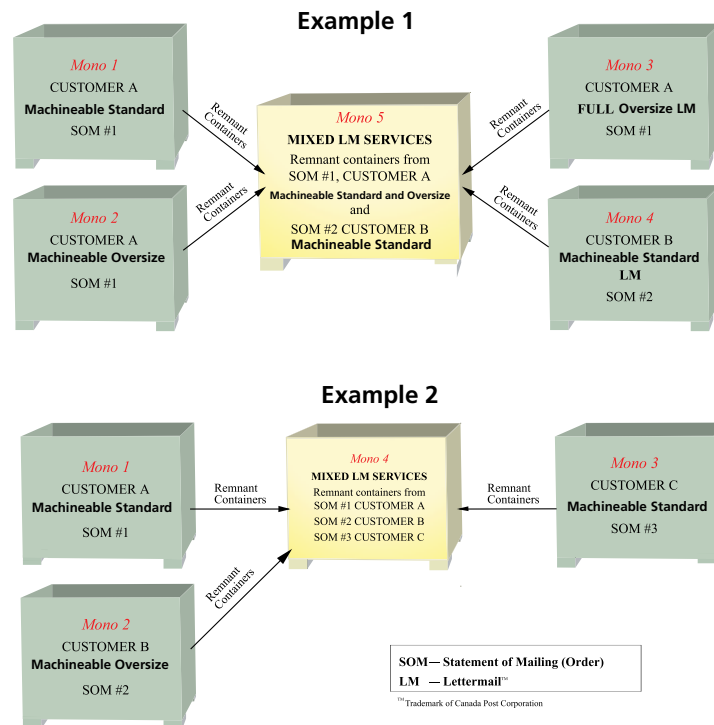 Example 1
Mono 1
CUSTOMER A
Machineable Standard
SOM #1
Remnant
Containers
Mono 2
CUSTOMER A
Machineable Oversize
SOM #1
Remnant
Containers
Mono 5
MIXED LM SERVICES
Remnant containers from
SOM #1, CUSTOMER A
Machineable Standard and Oversize
and
SOM #2 CUSTOMER B
Machineable Standard
Remnant
Containers
Mono 3
CUSTOMER A
FULL Oversize LM
SOM #1
Remnant
Containers
Mono 4
CUSTOMER B
Machineable Standard
LM
SOM #2
Example 2
Mono 1
CUSTOMER A
Machineable Standard
SOM #1
Remnant
Containers
Mono 2
CUSTOMER B
Machineable Oversize
SOM #2
Remnant
Containers
Mono 4
MIXED LM SERVICES
Remnant containers from
SOM #1 CUSTOMER A
SOM #2 CUSTOMER B
SOM #3 CUSTOMER C
Remnant
Containers
Mono 3
CUSTOMER C
Machineable Standard
SOM #3
SOM — Statement of Mailing (Order)
LM — Lettermail™
™Trademark of Canada Post Corporation